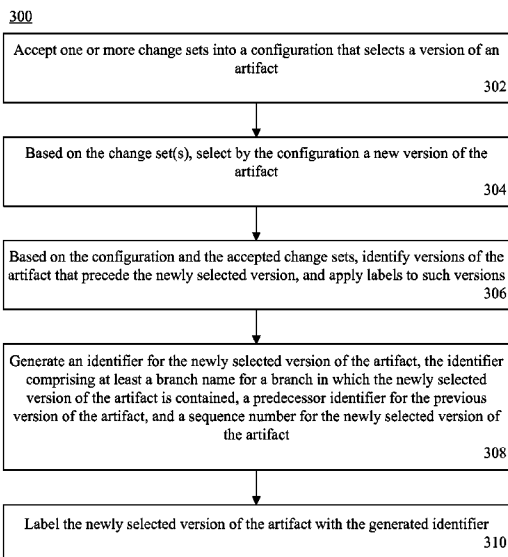 300
Accept one or more change sets into a configuration that selects a version of an
artifact
302
Based on the change set(s), select by the configuration a new version of the
artifact
304
Based on the configuration and the accepted change sets, identify versions of the
artifact that precede the newly selected version, and apply labels to such versions
306
Generate an identifier for the newly selected version of the artifact, the identifier
comprising at least a branch name for a branch in which the newly selected
version of the artifact is contained, a predecessor identifier for the previous
version of the artifact, and a sequence number for the newly selected version of
the artifact
308
Label the newly selected version of the artifact with the generated identifier
310